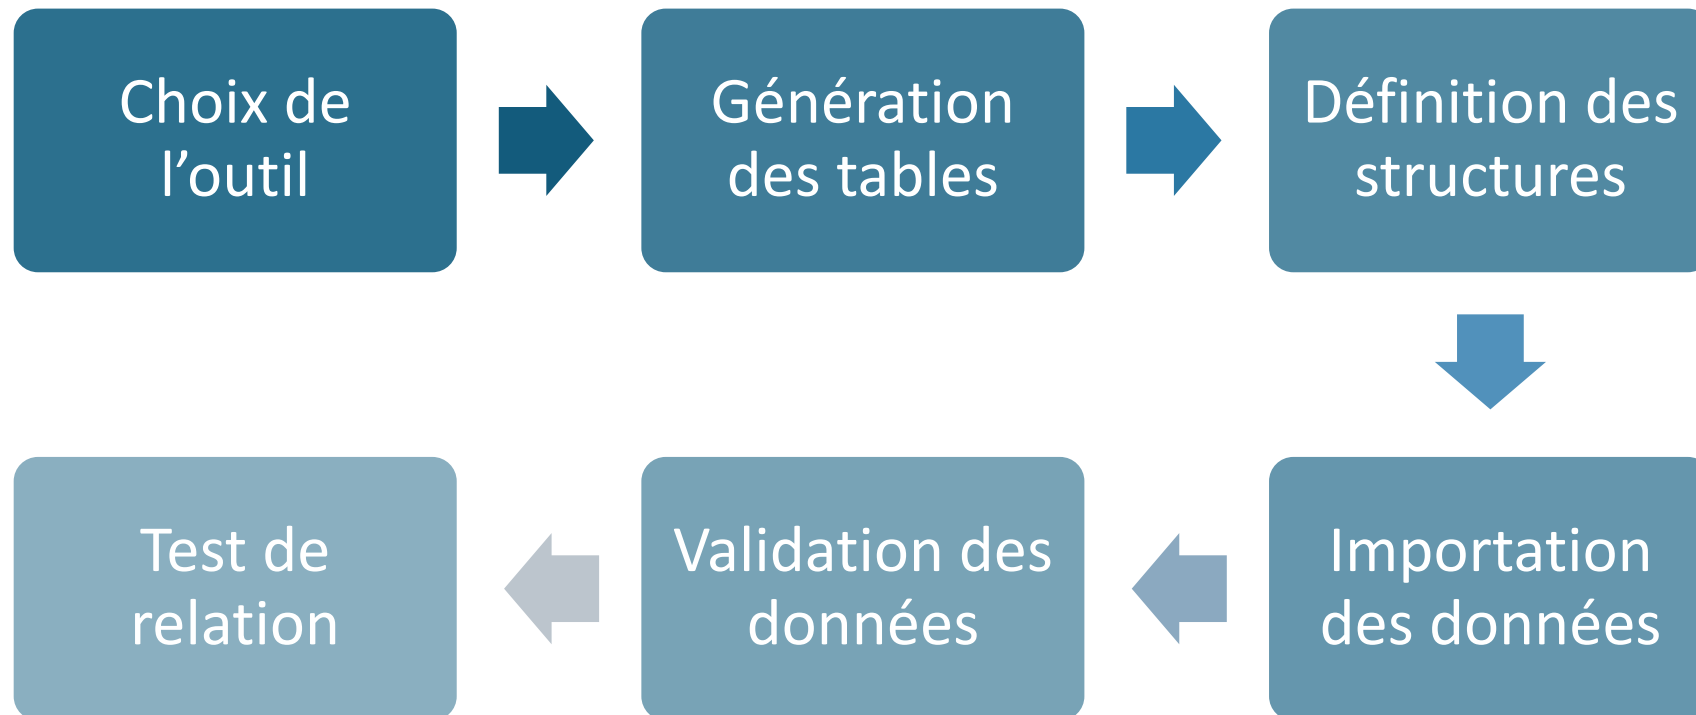 Choix de
l’outil
Génération
des tables
Définition des
structures
Importation
des données
Validation des
données
Test de
relation